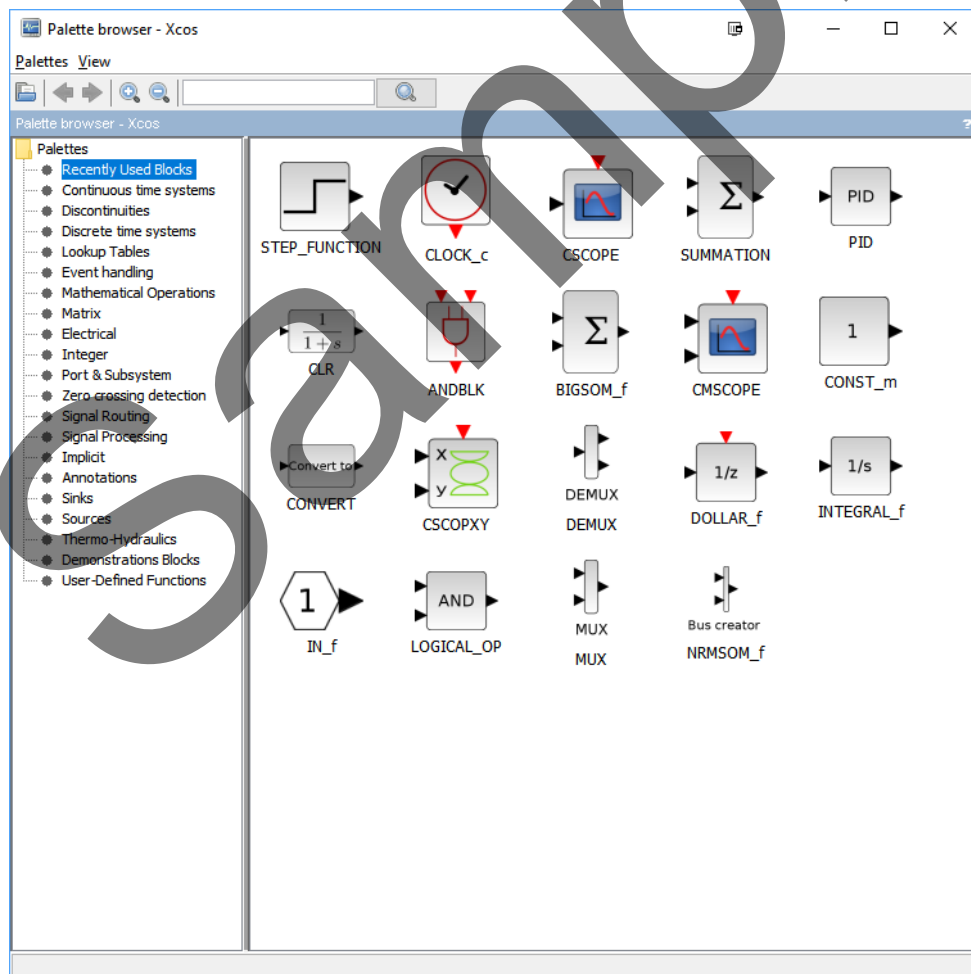 Palette browser - Xcos
Palettes View
Palette browser - Xcos ?
Palettes
Recently Used Blocks
Continuous time systems
Discontinuities
Discrete time systems
Lookup Tables
Event handling
Mathematical Operations
Matrix
Electrical
Integer
Port & Subsystem
Zero crossing detection
Signal Routing
Signal Processing
Implicit
Annotations
Sinks
Sources
Thermo-Hydraulics
Demonstrations Blocks
User-Defined Functions
Σ PID
STEP_FUNCTION CLOCK_c CSCOPE SUMMATION PID
1
1+s
Σ 1
CLR ANDBLK BIGSOM_f CMSCOPE CONST_m
Convert to
X
Y
DEMUX
1/z 1/s
CONVERT CSCOPXY DEMUX DOLLAR_f INTEGRAL_f
1 AND MUX Bus creator
IN_f LOGICAL_OP MUX NRMSOM_f
Samp